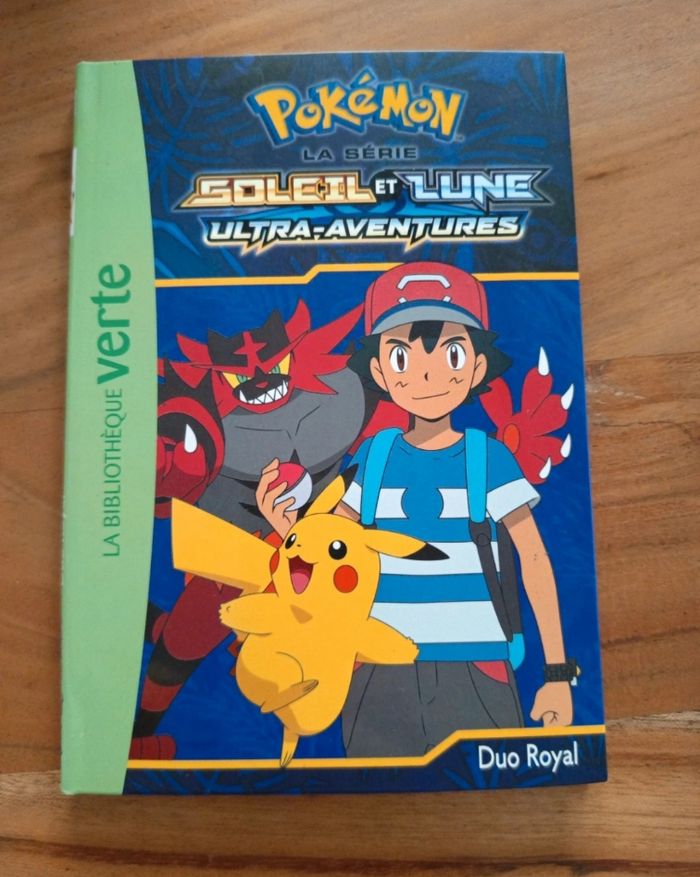 POKéMON
LA SÉRIE
SOLEIL ET LUNE
ULTRA-AVENTURES
LA BIBLIOTHÈQUE verte
Duo Royal